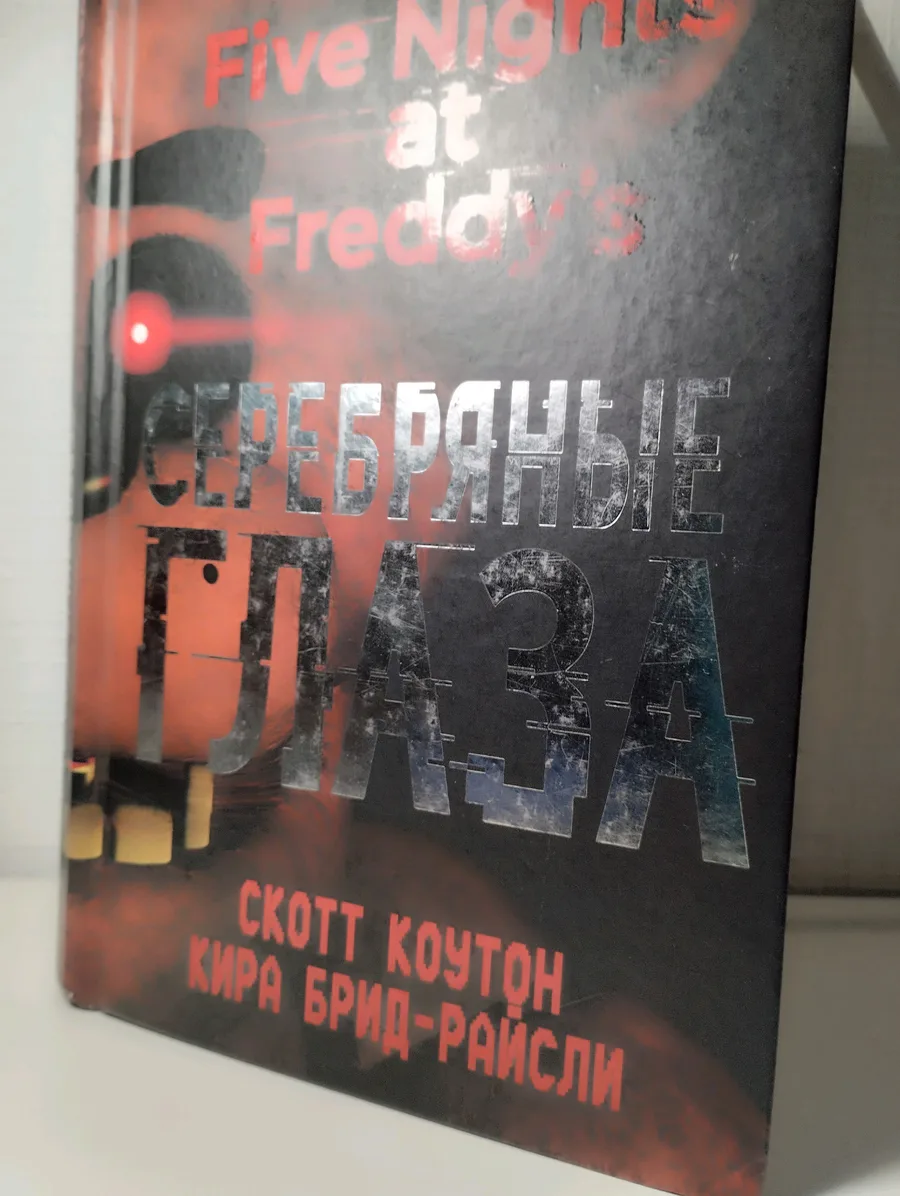 Five Nights
at
Freddy's
СЕРЕБРЯНЫЕ
ГЛАЗА
СКОТТ КОУТОН
КИРА БРИД-РАЙСЛИ